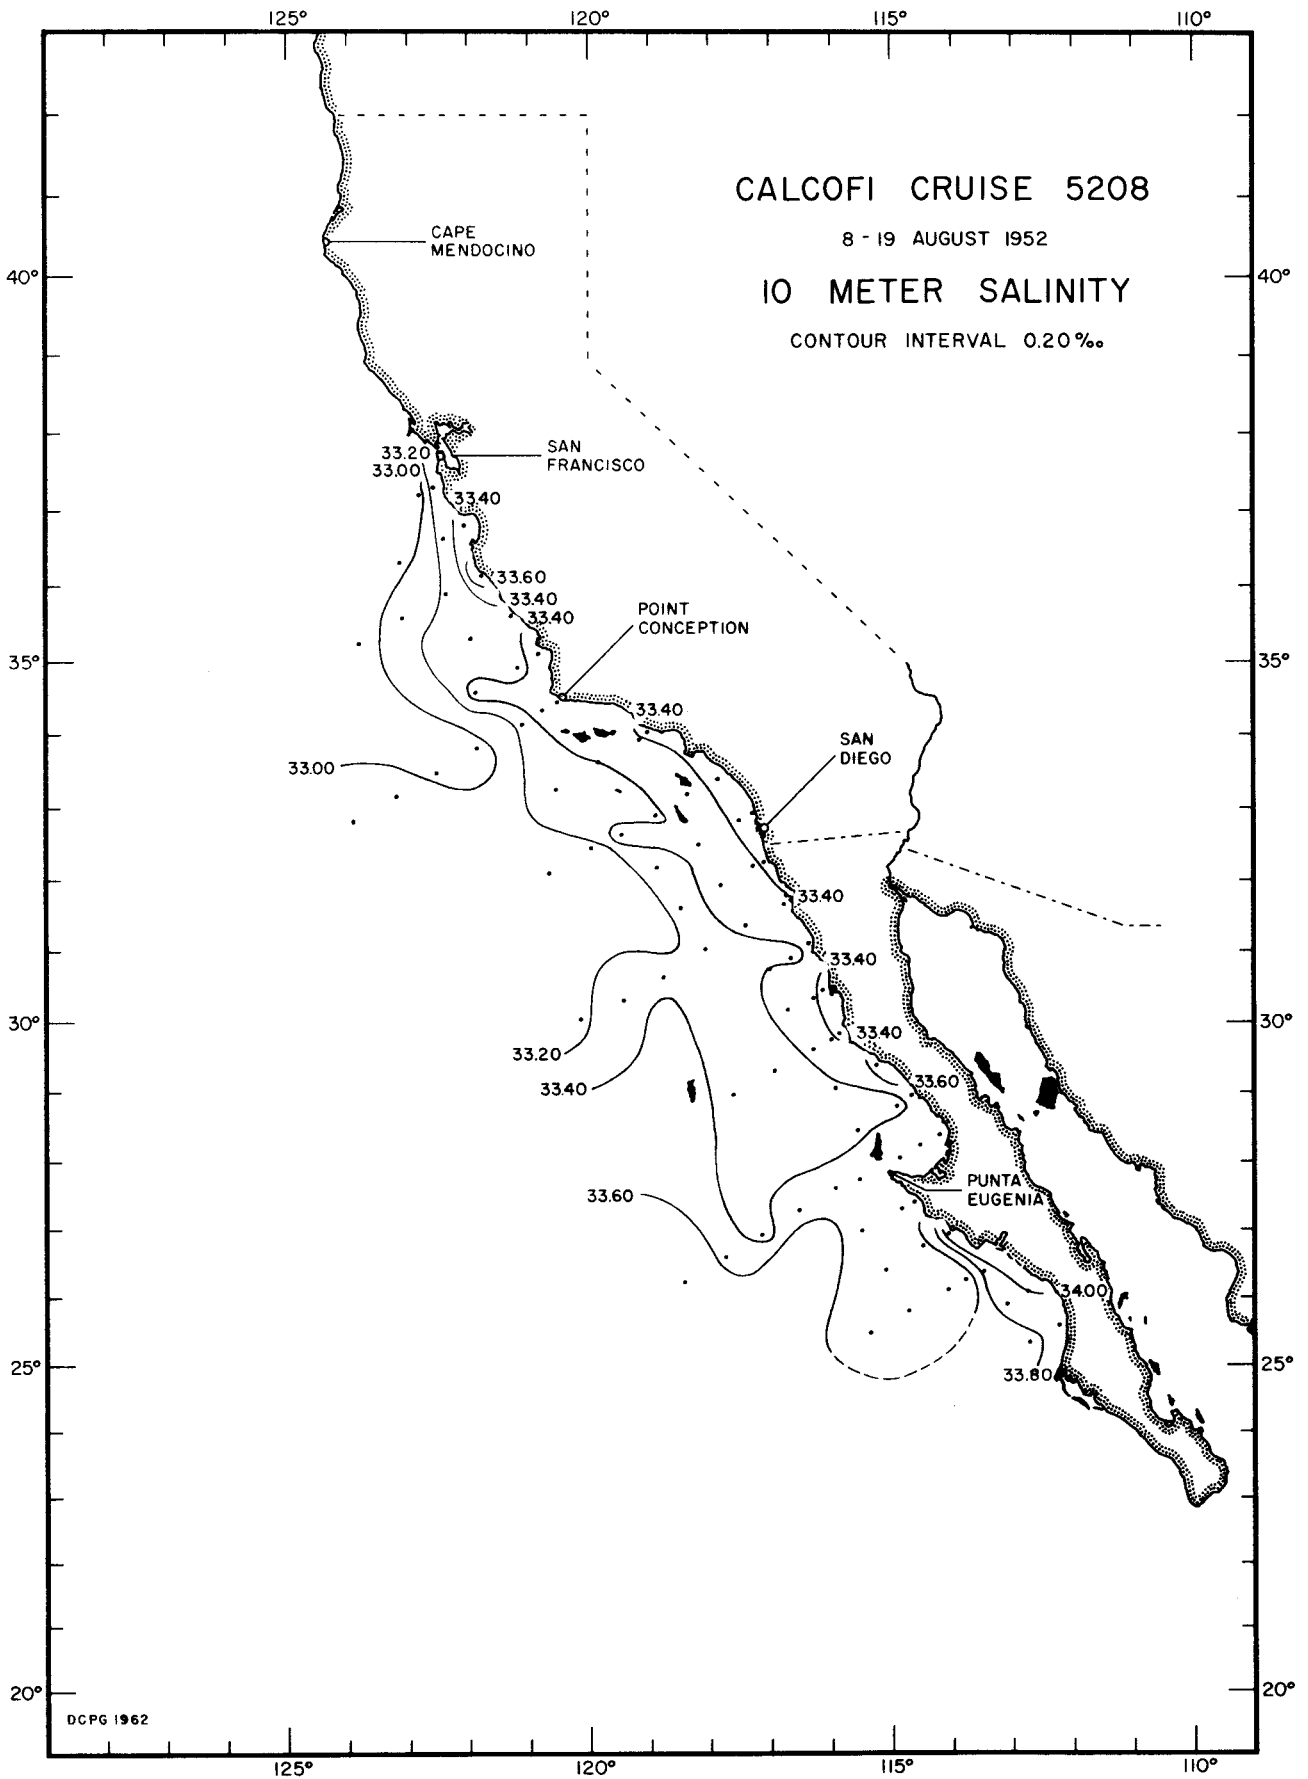 125° 120° 115° 110°
CALCOFI CRUISE 5208
8 - 19 AUGUST 1952
10 METER SALINITY
CONTOUR INTERVAL 0.20 ‰
CAPE
MENDOCINO
40° 40°
SAN
FRANCISCO
33.20
33.00
33.40
33.60
33.40
33.40
POINT
CONCEPTION
35° 35°
33.40
SAN
DIEGO
33.00
33.40
33.40
30° 30°
33.40
33.20
33.40
33.60
PUNTA
EUGENIA
33.60
34.00
25° 25°
33.80
20° 20°
DCPG 1962
125° 120° 115° 110°